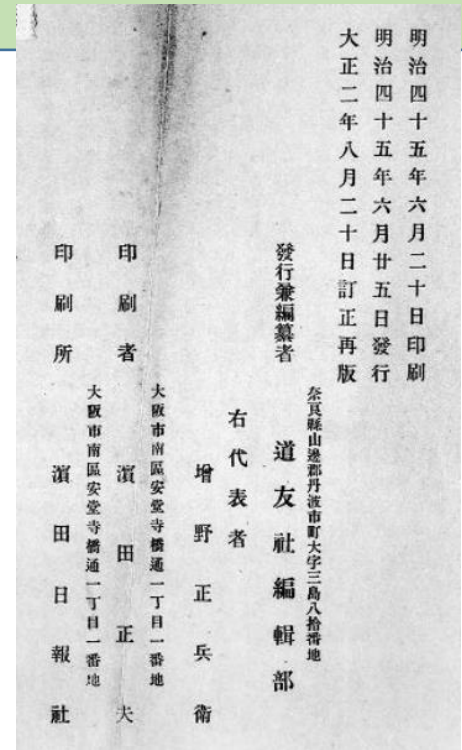 明治四十五年六月二十日印刷
明治四十五年六月廿五日發行
大正二年八月二十日訂正再版
奈良縣山邊郡丹波市町大字三島八拾番地
發行兼編纂者　道友社編輯部
右代表者
增野正兵衞
大阪市南區安堂寺橋通一丁目一番地
印刷者　濱田正夫
大阪市南區安堂寺橋通一丁目一番地
印刷所　濱田日報社